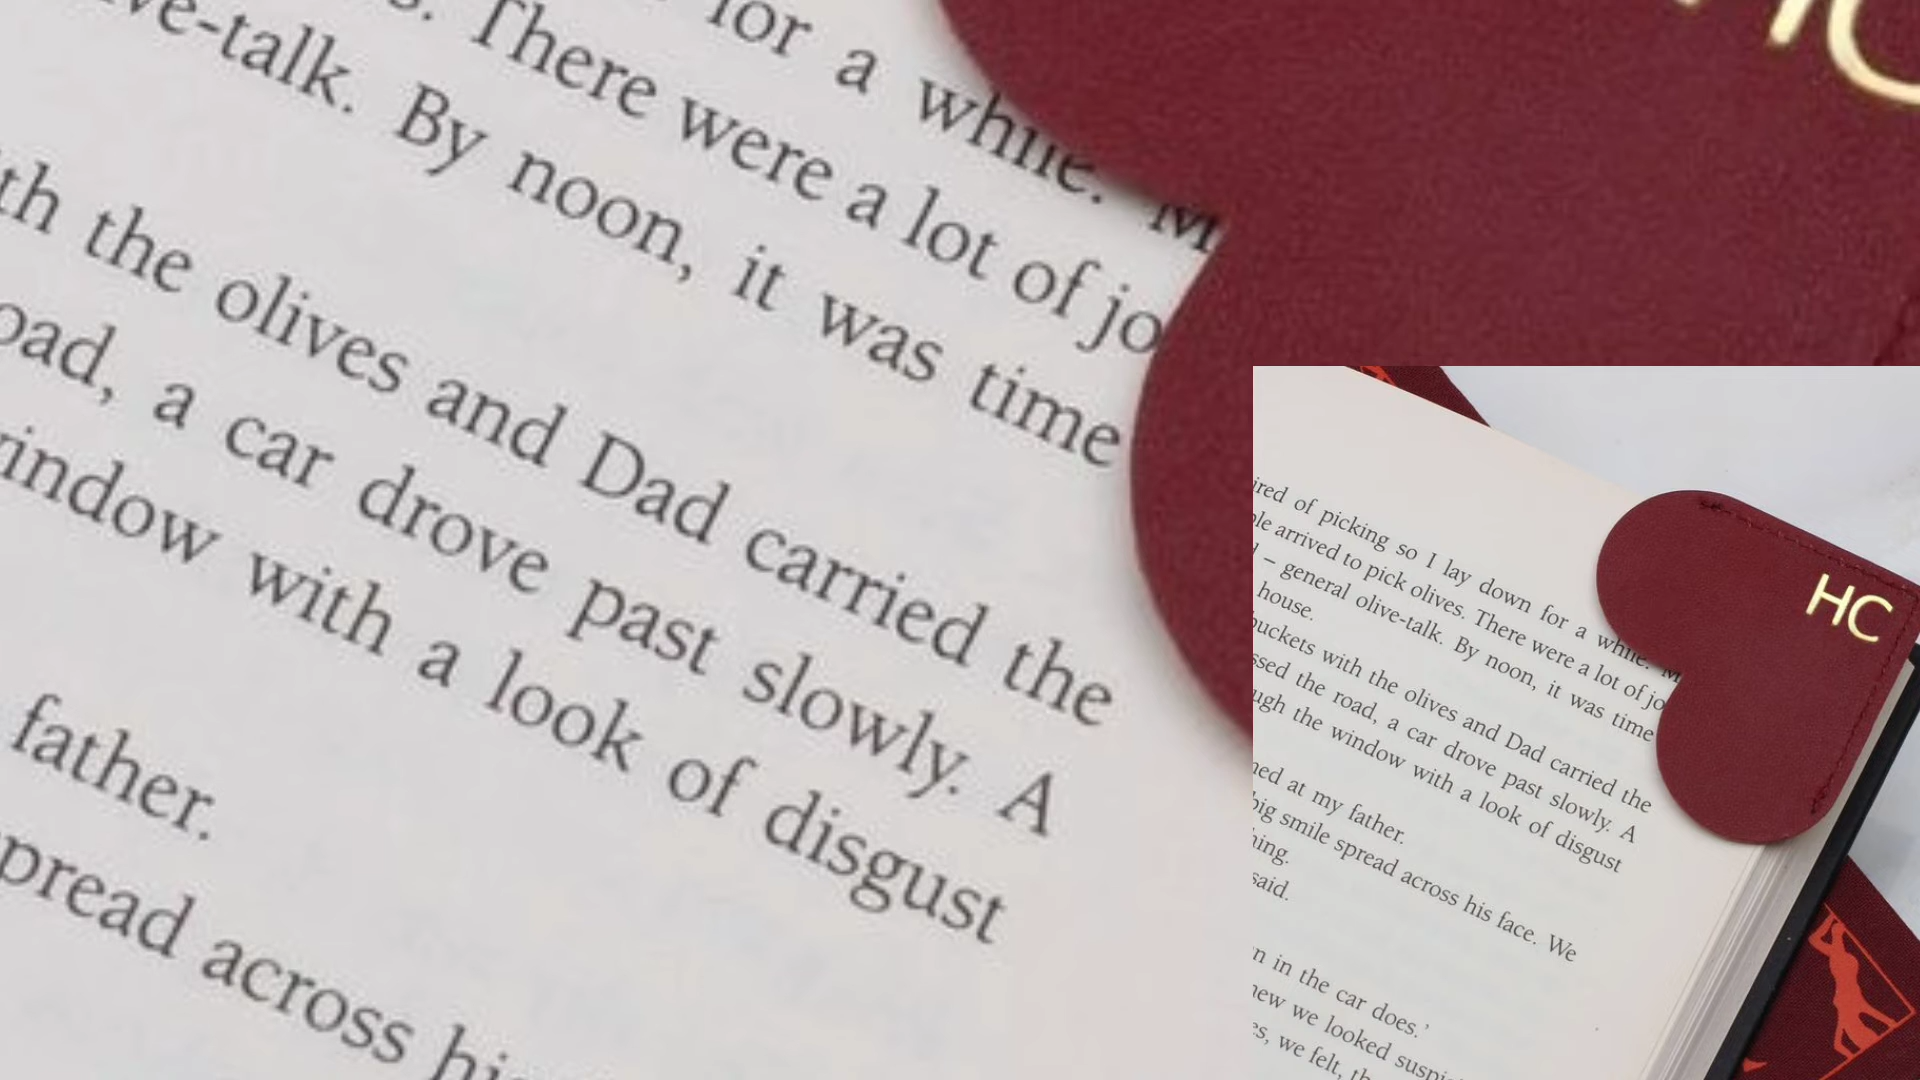 HC
for a while. M
s. There were a lot of jo
ve-talk. By noon, it was time
th the olives and Dad carried the
oad, a car drove past slowly. A
indow with a look of disgust
father.
pread across his
HC
ired of picking so I lay down for a while. M
ple arrived to pick olives. There were a lot of jo
– general olive-talk. By noon, it was time
house.
buckets with the olives and Dad carried the
ssed the road, a car drove past slowly. A
ugh the window with a look of disgust
ned at my father.
big smile spread across his face. We
hing.
said.
n in the car does.’
new we looked suspi
es, we felt, th